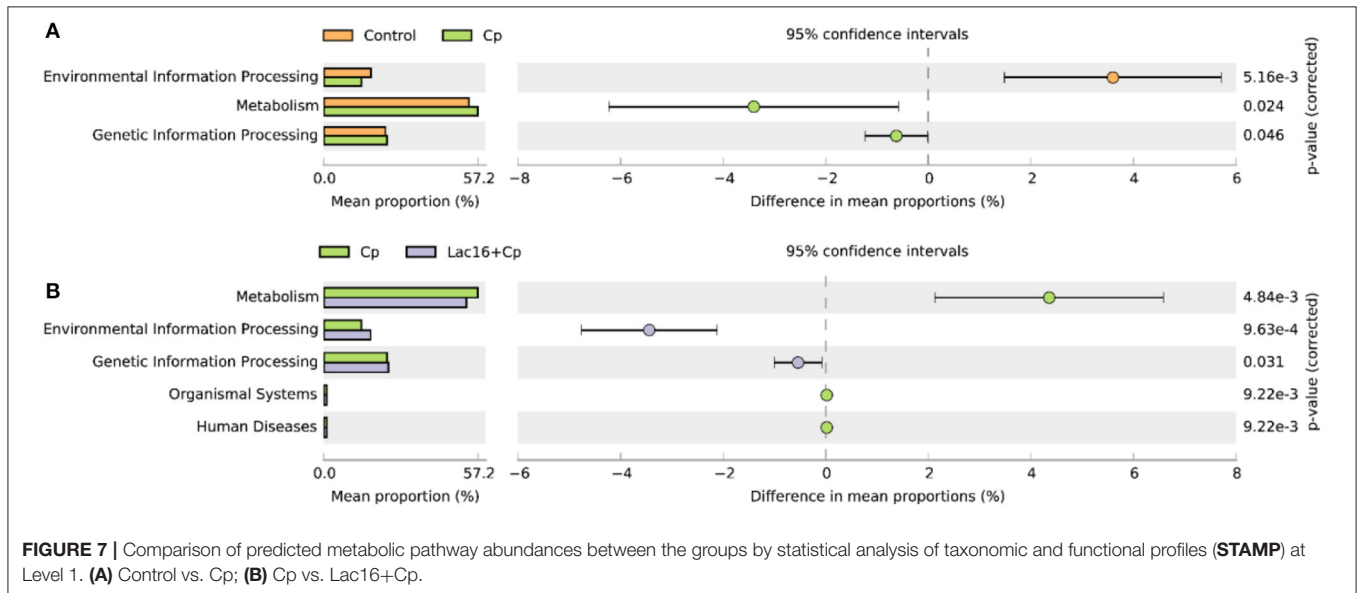 A
Control Cp
95% confidence intervals
Environmental Information Processing 5.16e-3
Metabolism 0.024
Genetic Information Processing 0.046
p-value (corrected)
0.0 57.2 −8 −6 −4 −2 0 2 4 6
Mean proportion (%) Difference in mean proportions (%)
Cp Lac16+Cp
95% confidence intervals
B
Metabolism 4.84e-3
Environmental Information Processing 9.63e-4
Genetic Information Processing 0.031
Organismal Systems 9.22e-3
Human Diseases 9.22e-3
p-value (corrected)
0.0 57.2 −6 −4 −2 0 2 4 6 8
Mean proportion (%) Difference in mean proportions (%)
FIGURE 7 | Comparison of predicted metabolic pathway abundances between the groups by statistical analysis of taxonomic and functional profiles (STAMP) at
Level 1. (A) Control vs. Cp; (B) Cp vs. Lac16+Cp.